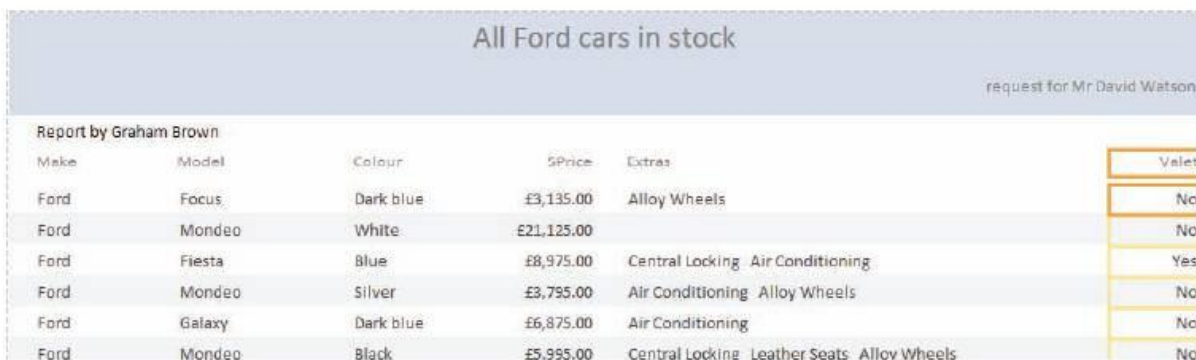 All Ford cars in stock
request for Mr David Watson
Report by Graham Brown
Make Model Colour SPrice Extras Valet
Ford Focus Dark blue £3,135.00 Alloy Wheels No
Ford Mondeo White £21,125.00 No
Ford Fiesta Blue £8,975.00 Central Locking Air Conditioning Yes
Ford Mondeo Silver £3,795.00 Air Conditioning Alloy Wheels No
Ford Galaxy Dark blue £6,875.00 Air Conditioning No
Ford Mondeo Black £5,995.00 Central Locking Leather Seats Alloy Wheels No